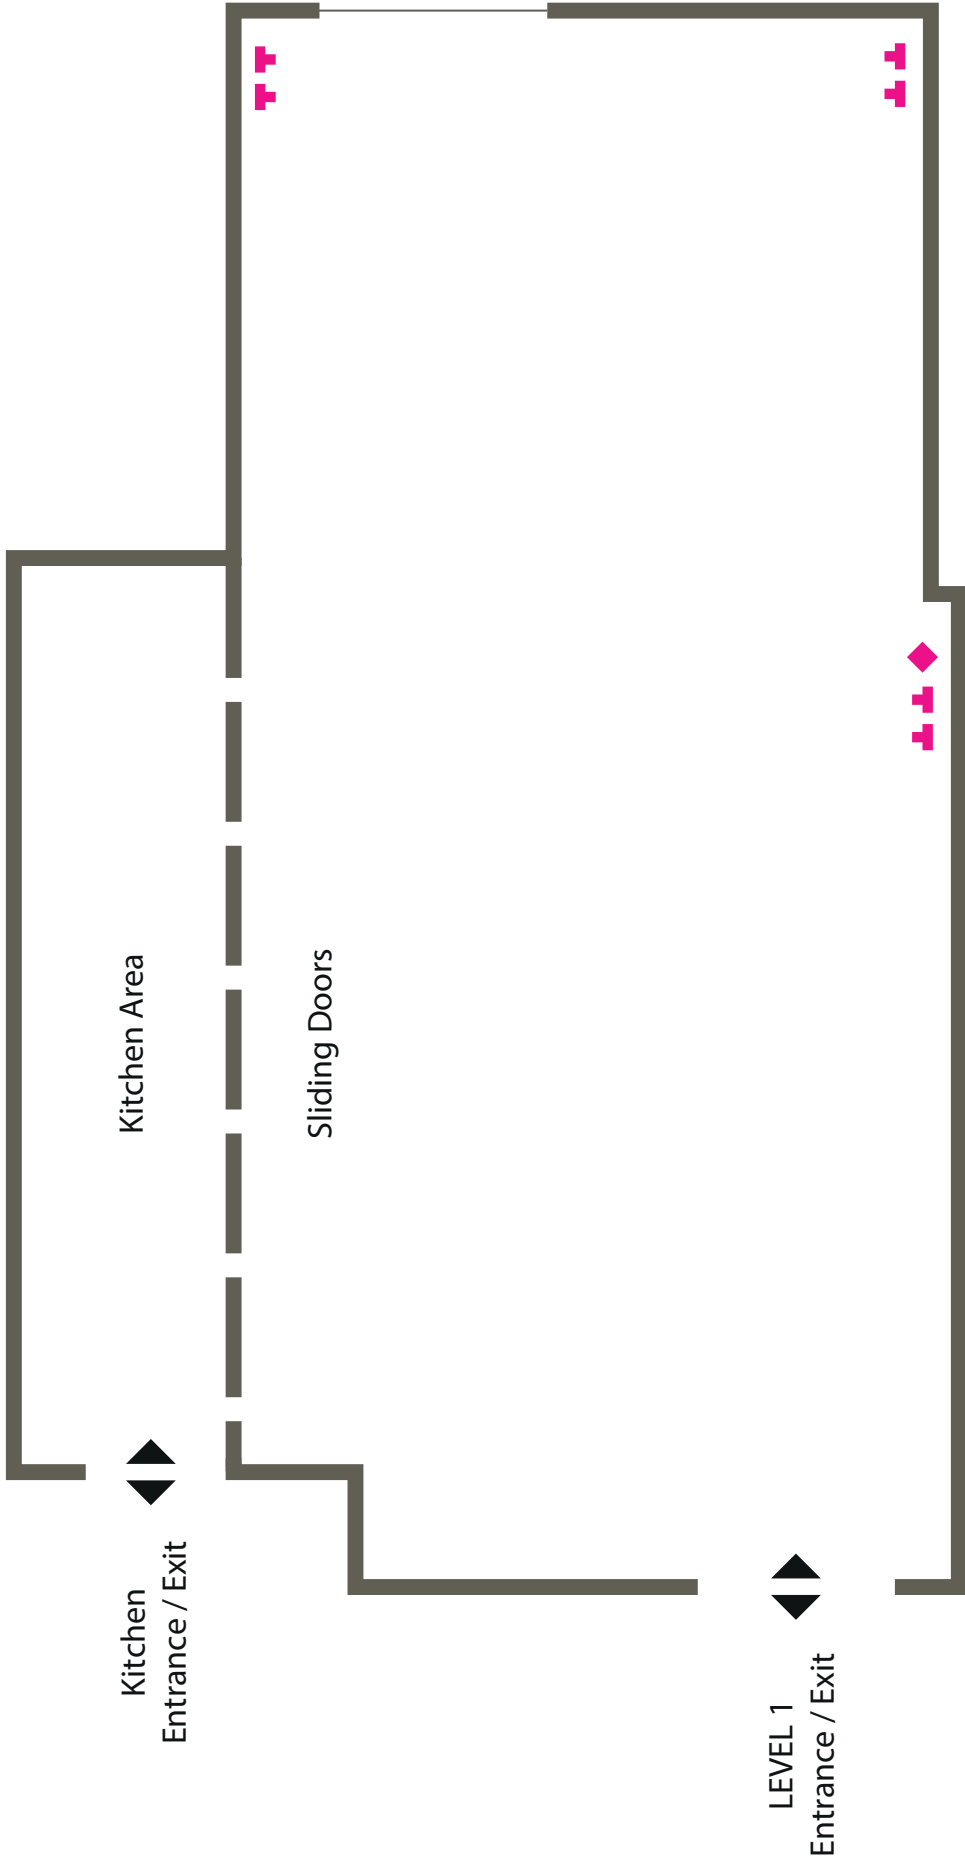 Kitchen Area
Sliding Doors
Kitchen
Entrance / Exit
LEVEL 1
Entrance / Exit